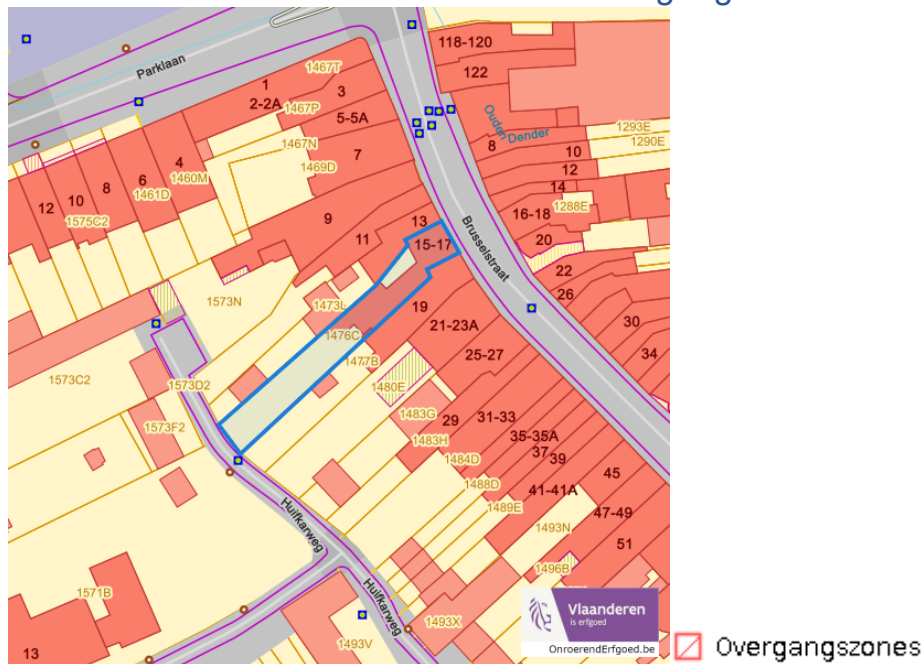 Parklaan
118-120
1467T
122
1
3
2-2A
1467P
5-5A
Ouden
Dender
1293E
1467N
8
1290E
7
10
4
1469D
12
6
1460M
14
8
1461D
1288E
10
16-18
12
1575C2
9
13
20
11
15-17
Brusselstraat
22
1573N
26
19
30
1476C
21-23A
34
25-27
1477B
1573C2
1573D2
1480E
1483G
29
31-33
1573F2
1483H
35-35A
37
1484D
39
45
1488D
41-41A
1489E
47-49
Huifkarweg
1493N
51
1496B
Huifkarweg
1571B
1493X
Vlaanderen
is erfgoed
1493V
OnroerendErfgoed.be
13
Overgangszones